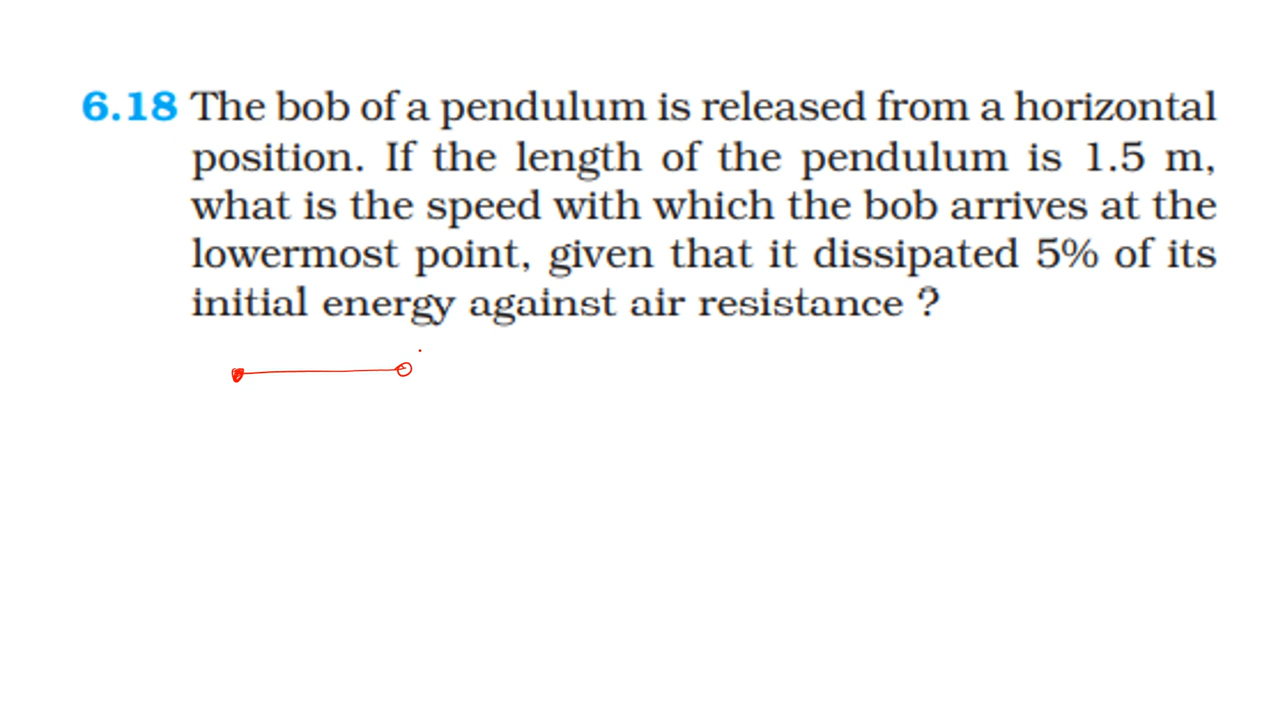 6.18 The bob of a pendulum is released from a horizontal
position. If the length of the pendulum is 1.5 m,
what is the speed with which the bob arrives at the
lowermost point, given that it dissipated 5% of its
initial energy against air resistance ?